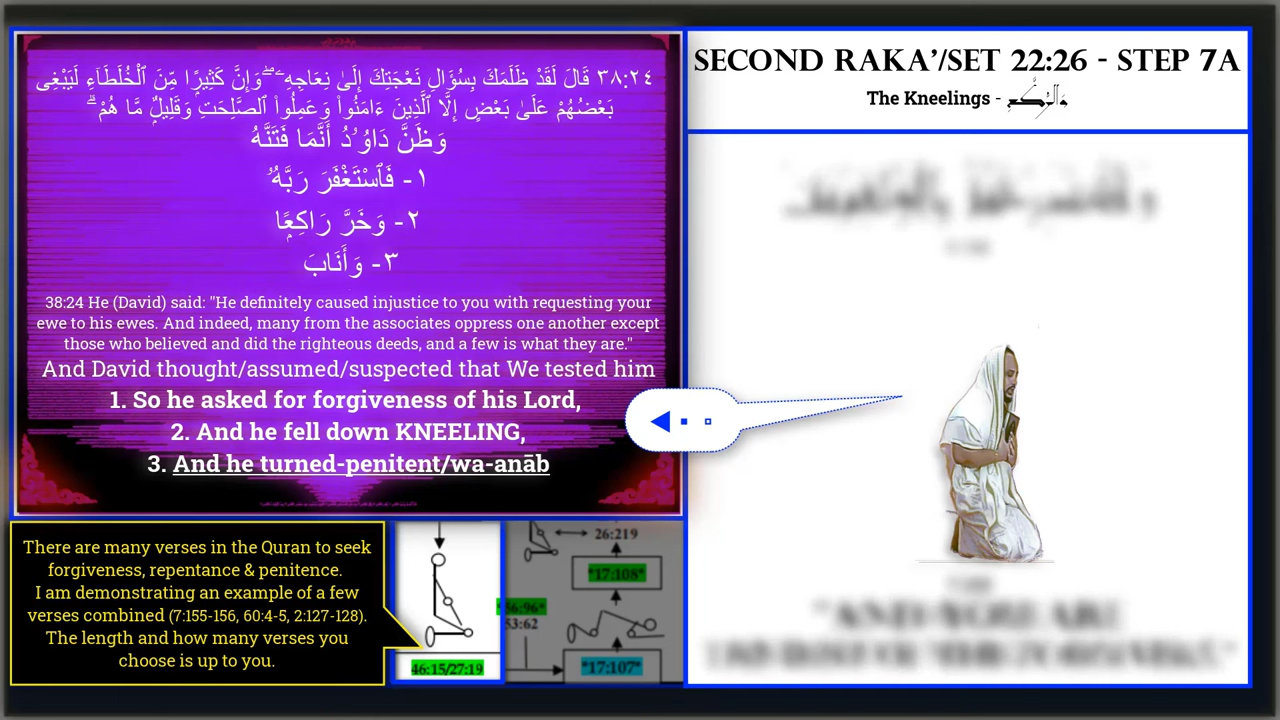 ٣٨:٢٤ قَالَ لَقَدْ ظَلَمَكَ بِسُؤَالِ نَعْجَتِكَ إِلَىٰ نِعَاجِهِۦ ۖ وَإِنَّ كَثِيرًا مِّنَ ٱلْخُلَطَآءِ لَيَبْغِى
بَعْضُهُمْ عَلَىٰ بَعْضٍ إِلَّا ٱلَّذِينَ ءَامَنُوا۟ وَعَمِلُوا۟ ٱلصَّـٰلِحَـٰتِ وَقَلِيلٌ مَّا هُمْ ۗ
وَظَنَّ دَاوُۥدُ أَنَّمَا فَتَنَّـٰهُ
١- فَٱسْتَغْفَرَ رَبَّهُۥ
٢- وَخَرَّ رَاكِعًا
٣- وَأَنَابَ
38:24 He (David) said: "He definitely caused injustice to you with requesting your
ewe to his ewes. And indeed, many from the associates oppress one another except
those who believed and did the righteous deeds, and a few is what they are."
And David thought/assumed/suspected that We tested him
1. So he asked for forgiveness of his Lord,
2. And he fell down KNEELING,
3. And he turned-penitent/wa-anāb
There are many verses in the Quran to seek
forgiveness, repentance & penitence.
I am demonstrating an example of a few
verses combined (7:155-156, 60:4-5, 2:127-128).
The length and how many verses you
choose is up to you.
46:15/27:19
26:219
*17:108*
*56:96*
53:62
*17:107*
SECOND RAKA'/SET 22:26 - STEP 7A
The Kneelings -